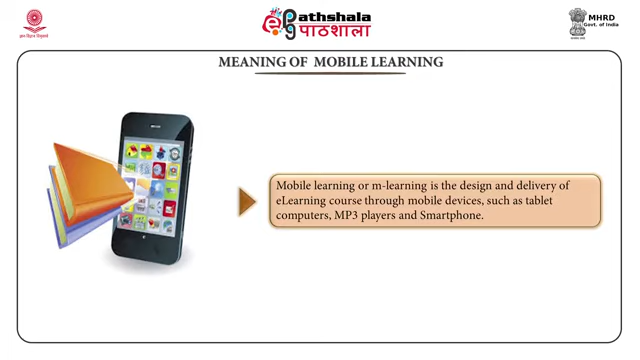 ePG Pathshala
पाठशाला
MHRD
Govt. of India
MEANING OF MOBILE LEARNING
Mobile learning or m-learning is the design and delivery of
eLearning course through mobile devices, such as tablet
computers, MP3 players and Smartphone.